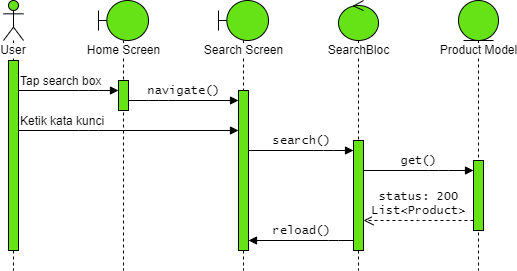 User
Home Screen
Search Screen
SearchBloc
Product Model
Tap search box
navigate()
Ketik kata kunci
search()
get()
status: 200
List<Product>
reload()